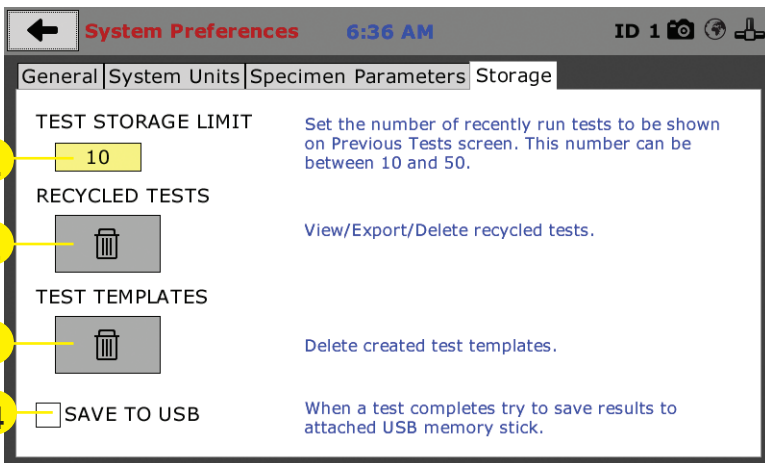 System Preferences 6:36 AM ID 1
General System Units Specimen Parameters Storage
TEST STORAGE LIMIT
10
Set the number of recently run tests to be shown
on Previous Tests screen. This number can be
between 10 and 50.
RECYCLED TESTS
View/Export/Delete recycled tests.
TEST TEMPLATES
Delete created test templates.
SAVE TO USB
When a test completes try to save results to
attached USB memory stick.